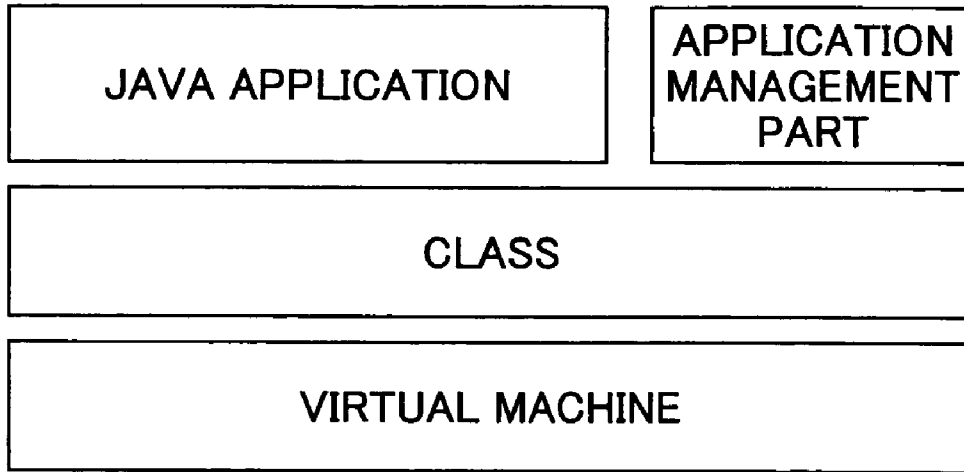 JAVA APPLICATION
APPLICATION
MANAGEMENT
PART
CLASS
VIRTUAL MACHINE